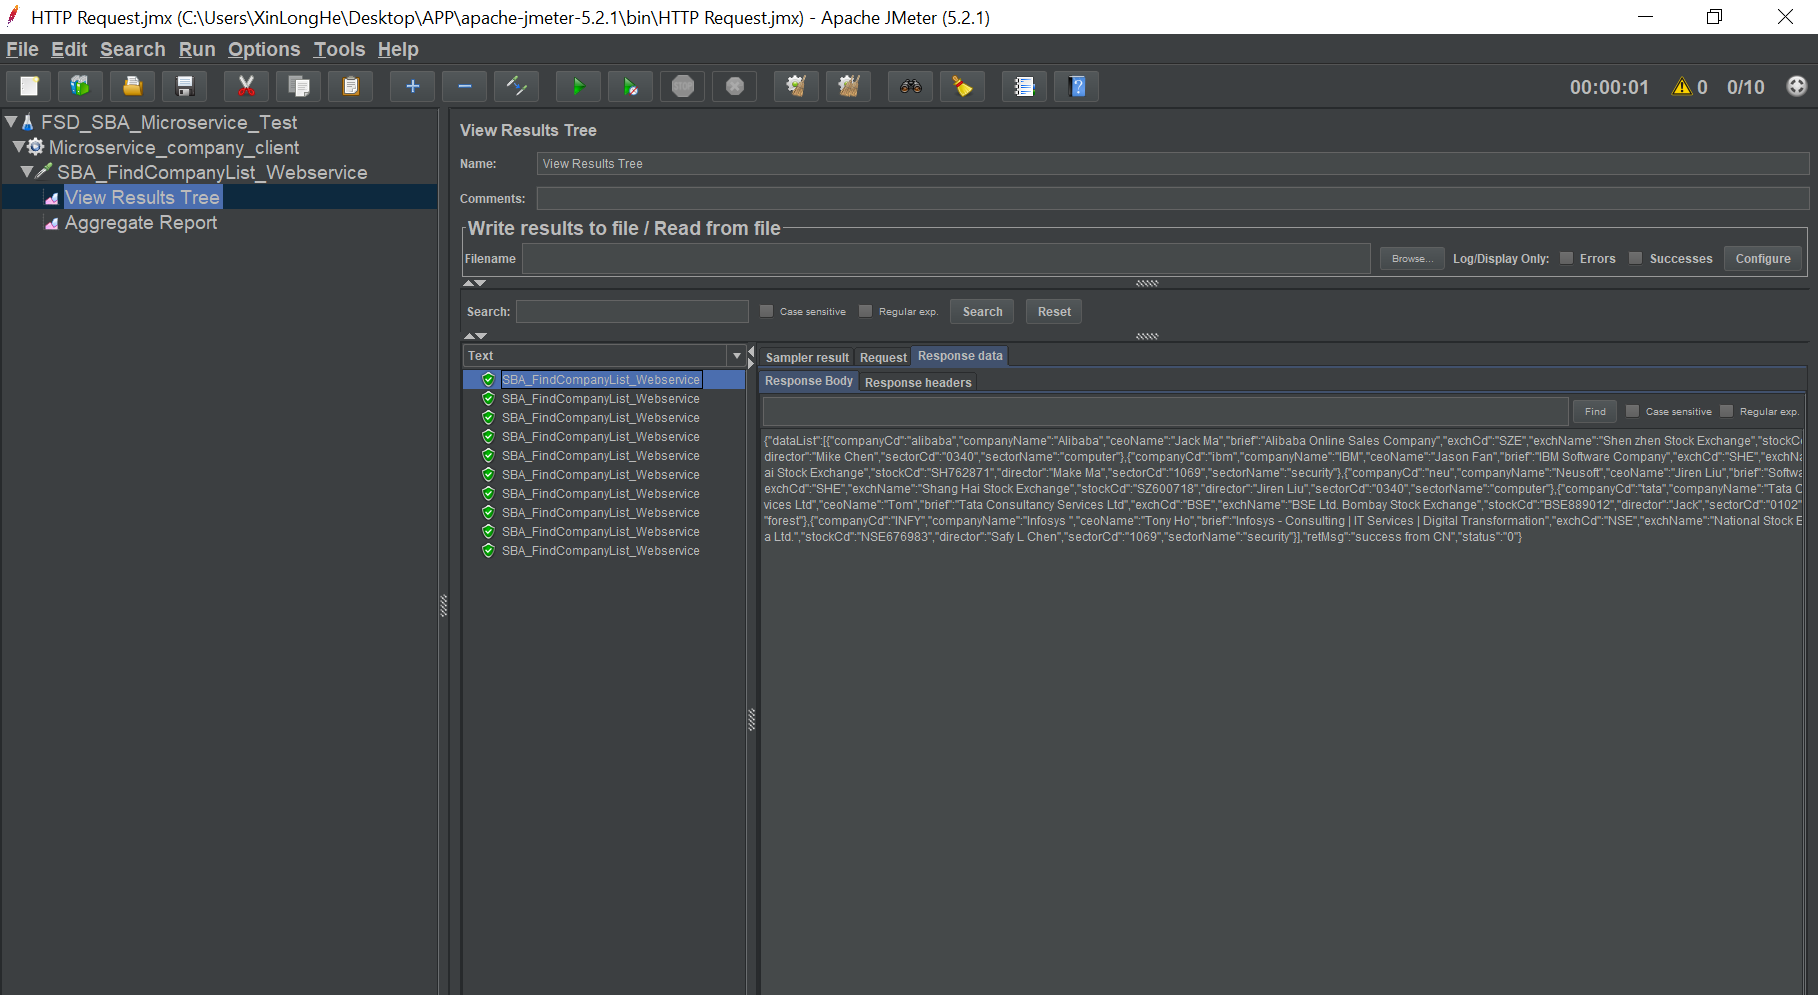 HTTP Request.jmx (C:\Users\XinLongHe\Desktop\APP\apache-jmeter-5.2.1\bin\HTTP Request.jmx) - Apache JMeter (5.2.1)
File Edit Search Run Options Tools Help
STOP
00:00:01 0 0/10
FSD_SBA_Microservice_Test
Microservice_company_client
SBA_FindCompanyList_Webservice
View Results Tree
Aggregate Report
View Results Tree
Name: View Results Tree
Comments:
Write results to file / Read from file
Filename Browse... Log/Display Only: Errors Successes Configure
Search: Case sensitive Regular exp. Search Reset
Text
SBA_FindCompanyList_Webservice
SBA_FindCompanyList_Webservice
SBA_FindCompanyList_Webservice
SBA_FindCompanyList_Webservice
SBA_FindCompanyList_Webservice
SBA_FindCompanyList_Webservice
SBA_FindCompanyList_Webservice
SBA_FindCompanyList_Webservice
SBA_FindCompanyList_Webservice
SBA_FindCompanyList_Webservice
Sampler result Request Response data
Response Body Response headers
Find Case sensitive Regular exp.
{"dataList":[{"companyCd":"alibaba","companyName":"Alibaba","ceoName":"Jack Ma","brief":"Alibaba Online Sales Company","exchCd":"SZE","exchName":"Shen zhen Stock Exchange","stockC
director":"Mike Chen","sectorCd":"0340","sectorName":"computer"},{"companyCd":"ibm","companyName":"IBM","ceoName":"Jason Fan","brief":"IBM Software Company","exchCd":"SHE","exchNa
ai Stock Exchange","stockCd":"SH762871","director":"Make Ma","sectorCd":"1069","sectorName":"security"},{"companyCd":"neu","companyName":"Neusoft","ceoName":"Jiren Liu","brief":"Softwa
exchCd":"SHE","exchName":"Shang Hai Stock Exchange","stockCd":"SZ600718","director":"Jiren Liu","sectorCd":"0340","sectorName":"computer"},{"companyCd":"tata","companyName":"Tata C
vices Ltd","ceoName":"Tom","brief":"Tata Consultancy Services Ltd","exchCd":"BSE","exchName":"BSE Ltd. Bombay Stock Exchange","stockCd":"BSE889012","director":"Jack","sectorCd":"0102"
"forest"},{"companyCd":"INFY","companyName":"Infosys ","ceoName":"Tony Ho","brief":"Infosys - Consulting | IT Services | Digital Transformation","exchCd":"NSE","exchName":"National Stock E
a Ltd.","stockCd":"NSE676983","director":"Safy L Chen","sectorCd":"1069","sectorName":"security"}],"retMsg":"success from CN","status":"0"}